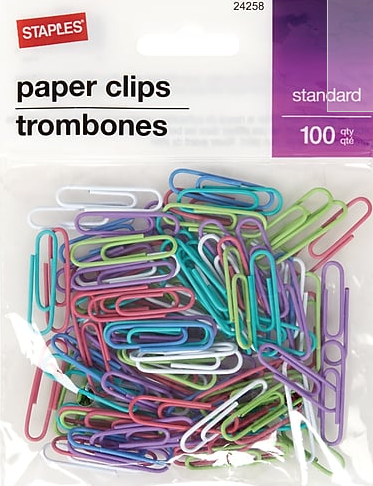 24258
STAPLES
paper clips
trombones
standard
100 qty
qté